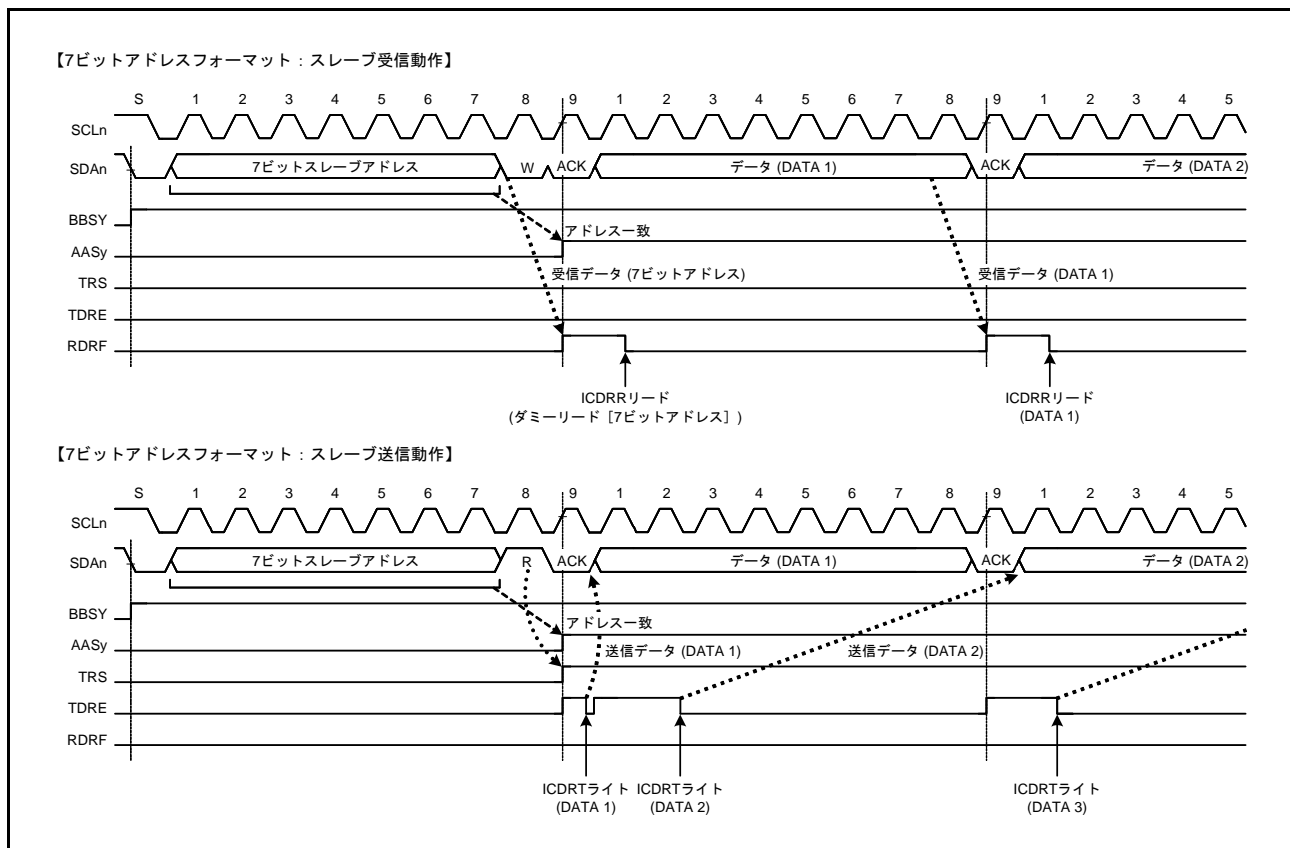 【7ビットアドレスフォーマット：スレーブ受信動作】
S 1 2 3 4 5 6 7 8 9 1 2 3 4 5 6 7 8 9 1 2 3 4 5
SCLn
SDAn 7ビットスレーブアドレス W ACK データ (DATA 1) ACK データ (DATA 2)
BBSY
アドレス一致
AASy
受信データ (7ビットアドレス) 受信データ (DATA 1)
TRS
TDRE
RDRF
ICDRRリード ICDRRリード
(ダミーリード［7ビットアドレス］) (DATA 1)
【7ビットアドレスフォーマット：スレーブ送信動作】
S 1 2 3 4 5 6 7 8 9 1 2 3 4 5 6 7 8 9 1 2 3 4 5
SCLn
SDAn 7ビットスレーブアドレス R ACK データ (DATA 1) ACK データ (DATA 2)
BBSY
アドレス一致
AASy
送信データ (DATA 1) 送信データ (DATA 2)
TRS
TDRE
RDRF
ICDRTライト ICDRTライト ICDRTライト
(DATA 1) (DATA 2) (DATA 3)